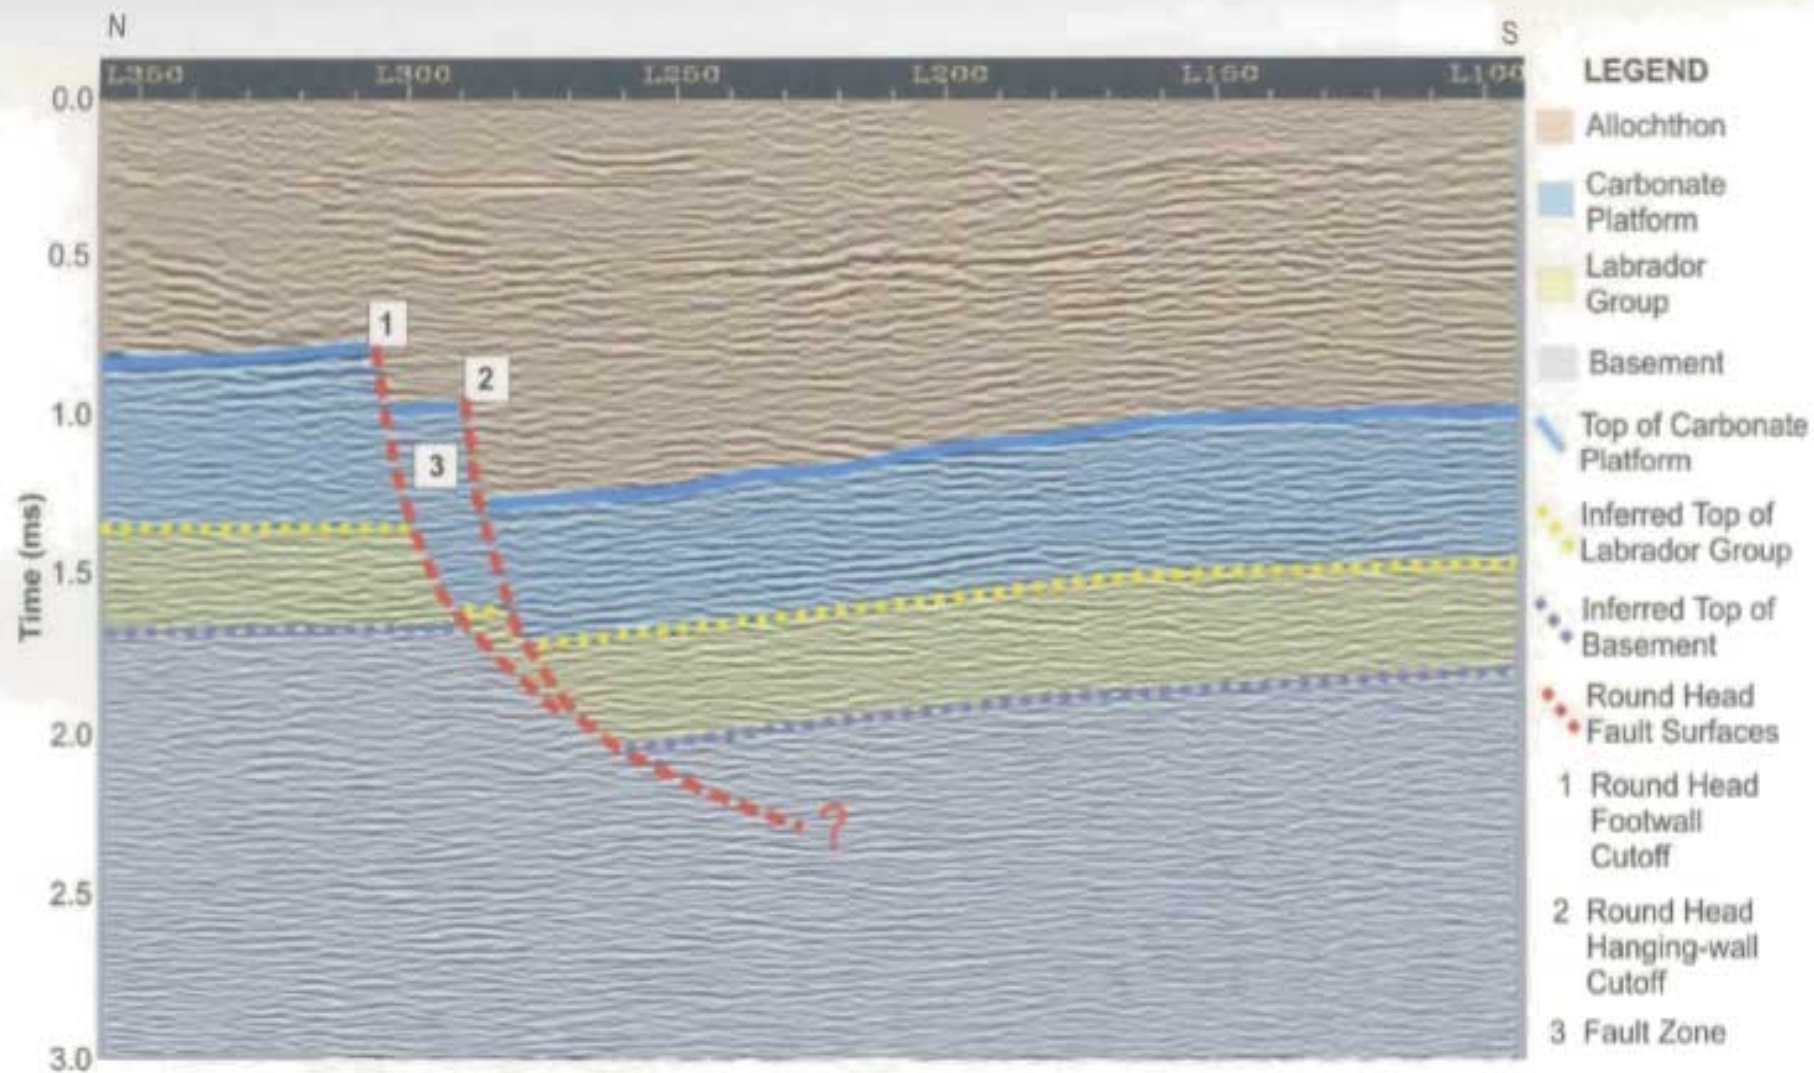 N
S
L350 L300 L250 L200 L150 L100
0.0
0.5
1.0
1.5
2.0
2.5
3.0
Time (ms)
1
2
3
?
LEGEND
Allochthon
Carbonate
Platform
Labrador
Group
Basement
Top of Carbonate
Platform
Inferred Top of
Labrador Group
Inferred Top of
Basement
Round Head
Fault Surfaces
1 Round Head
Footwall
Cutoff
2 Round Head
Hanging-wall
Cutoff
3 Fault Zone